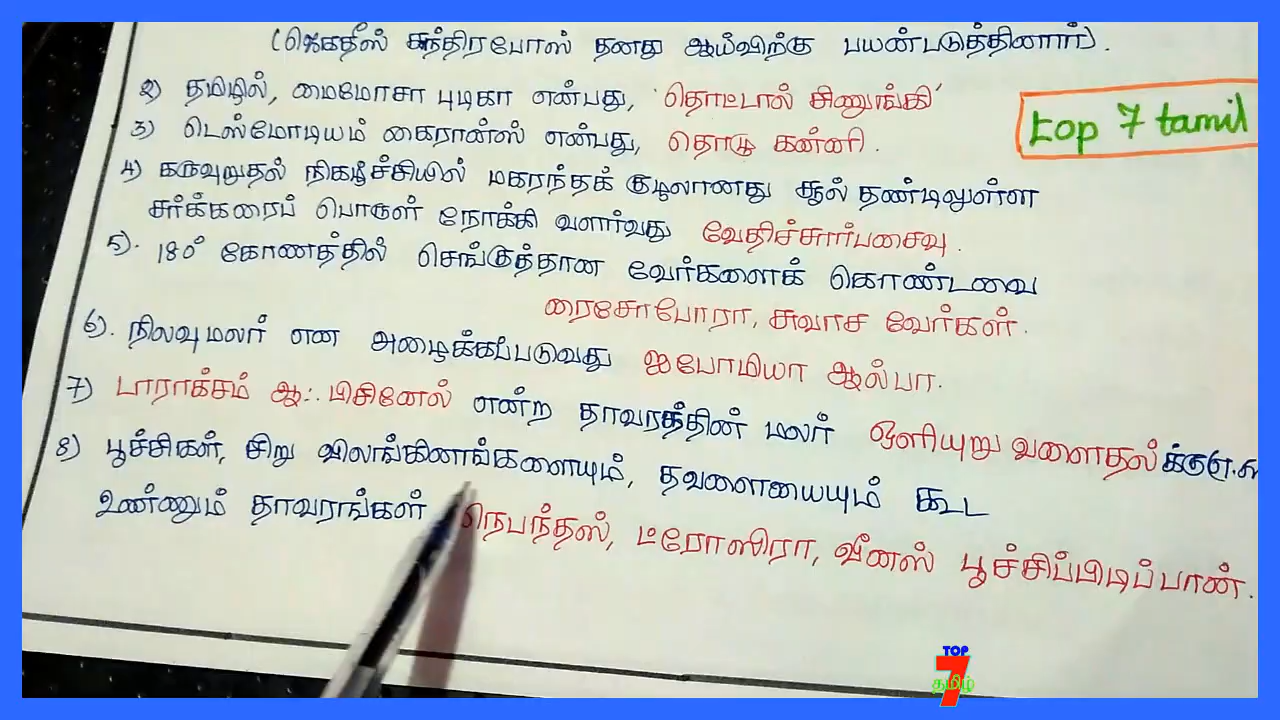 (ஜெகதீஸ் சந்திரபோஸ் தனது ஆய்விற்கு பயன்படுத்தினார்).
2) தமிழில், மைமோசா புடிகா என்பது, 'தொட்டால் சிணுங்கி'
3) டெஸ்மோடியம் கைரான்ஸ் என்பது, தொழு கன்னி.
Top 7 tamil
4) கருவுறுதல் நிகழ்ச்சியில் மகரந்தக் குழலானது சூல் தண்டிலுள்ள
சர்க்கரைப் பொருள் நோக்கி வளர்வது வேதிச்சார்பசைவு.
5). 180° கோணத்தில் செங்குத்தான வேர்களைக் கொண்டவை
ரைசோபோரா, சுவாச வேர்கள்.
6). நிலவுமலர் என அழைக்கப்படுவது ஐபோமியா ஆல்பா.
7) டாராக்சம் ஆஃபிசினேல் என்ற தாவரத்தின் மலர் ஒளியுறு வளைதல்க்கு எ.கா
8) பூச்சிகள், சிறு விலங்கினங்களையும், தவளையையும் கூட
உண்ணும் தாவரங்கள் நெபந்தஸ், ட்ரோஸிரா, வீனஸ் பூச்சிப்பிடிப்பான்.
TOP
7
தமிழ்